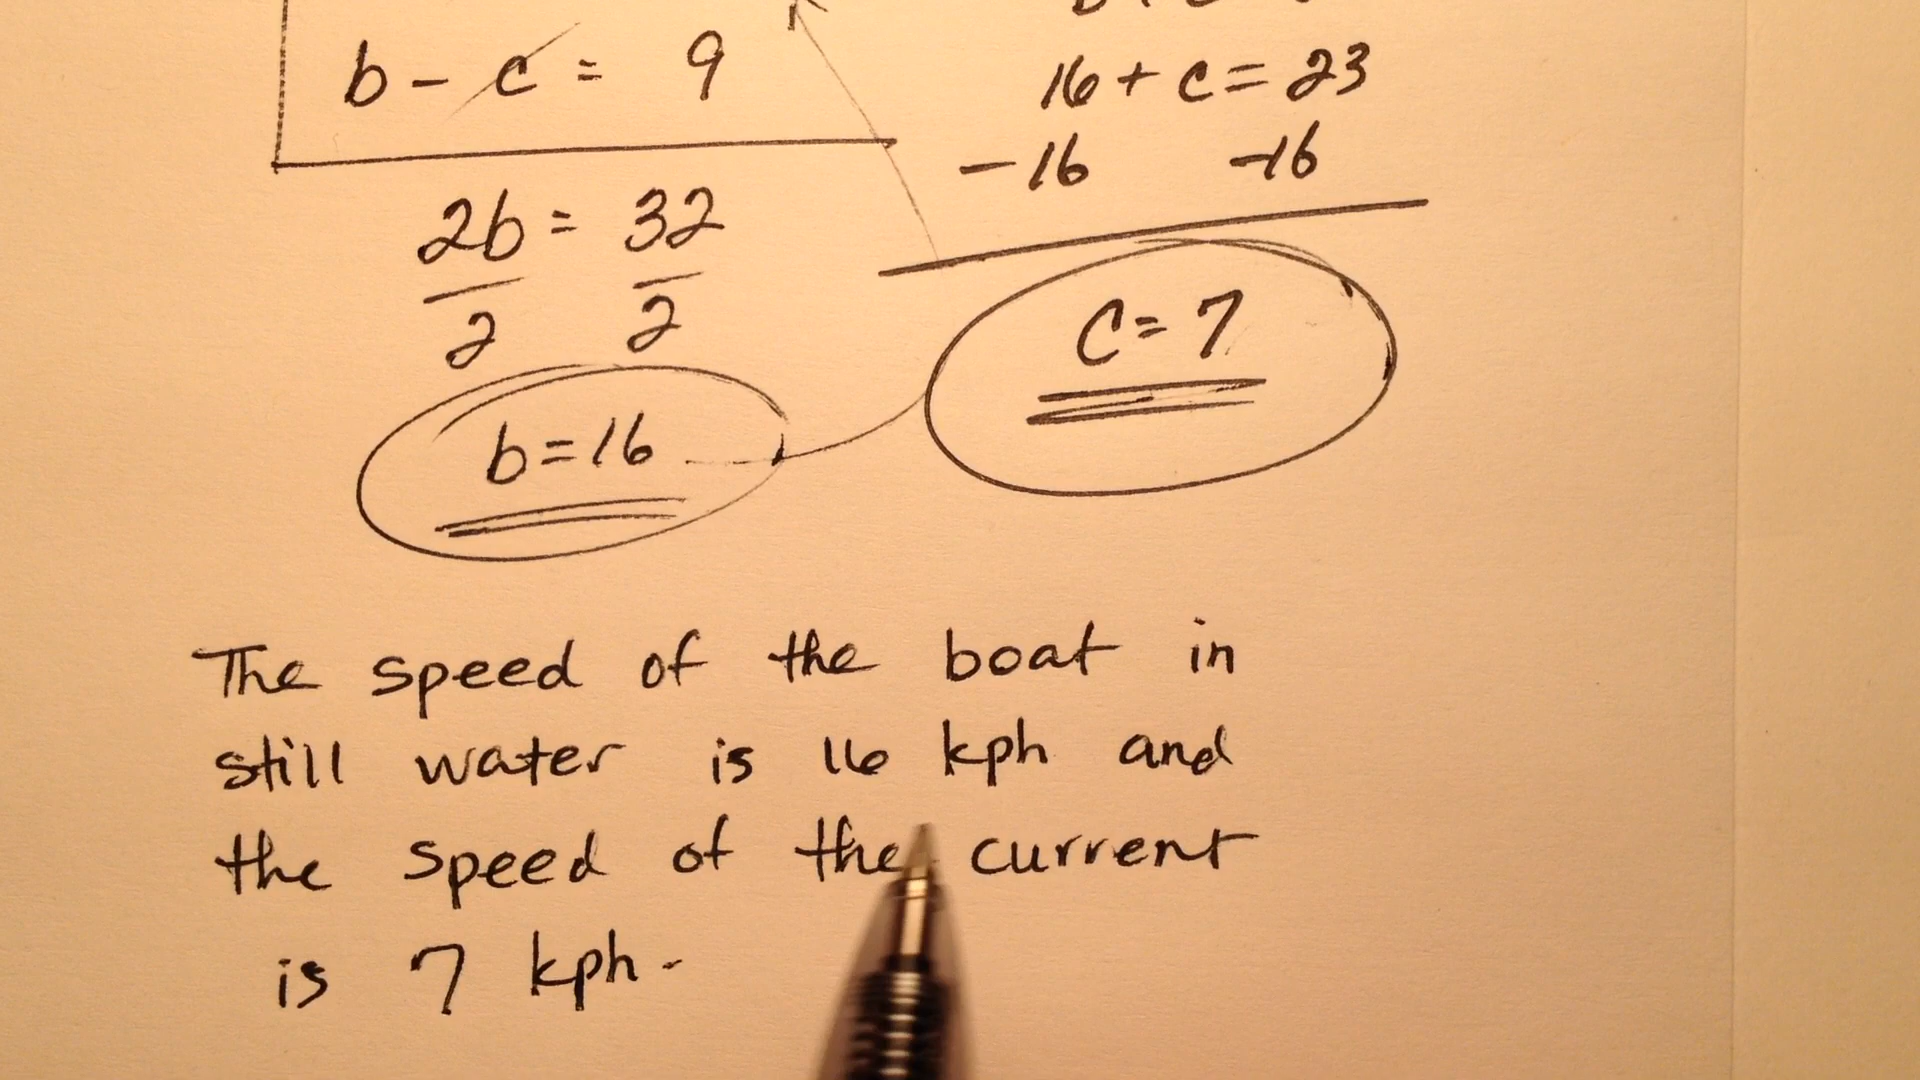 b - c = 9
2b = 32
2 2
b = 16
16 + c = 23
-16 -16
c = 7
The speed of the boat in
still water is 16 kph and
the speed of the current
is 7 kph.